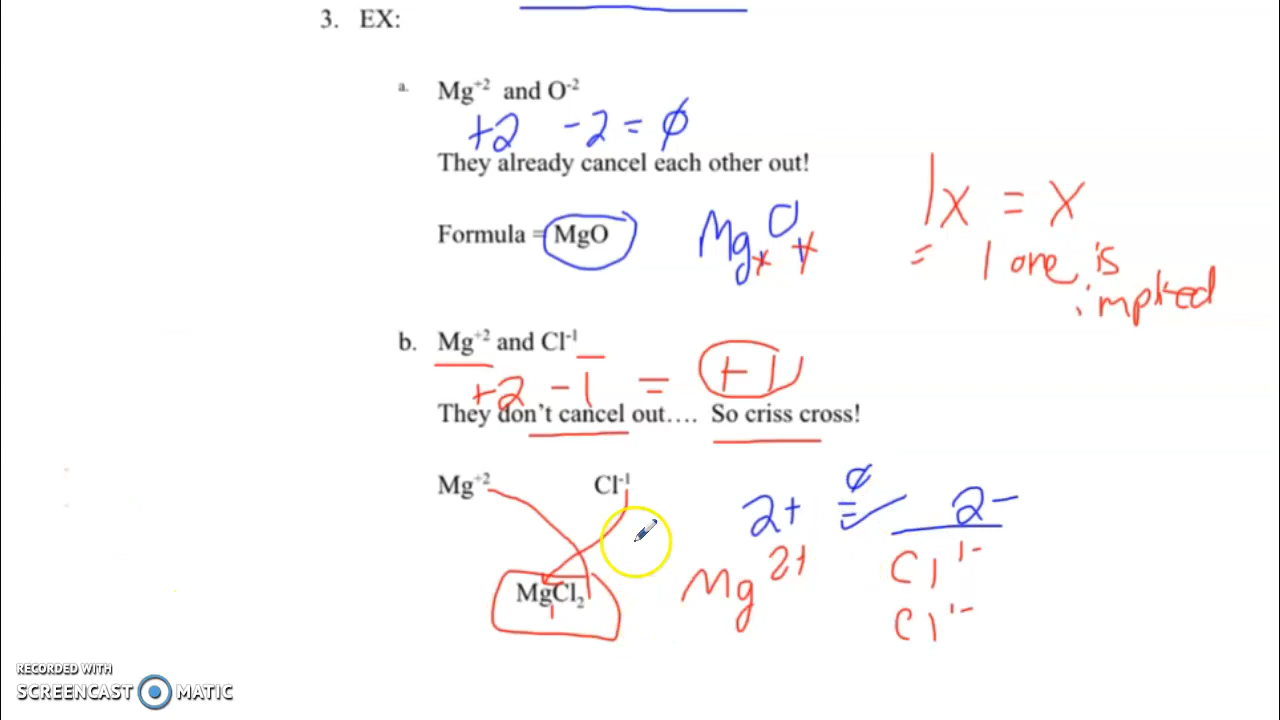 3. EX:
a. Mg⁺² and O⁻²
+2 -2 = ∅
They already cancel each other out!
1x = x
Formula = MgO
Mg O
= 1 one is
implied
b. Mg⁺² and Cl⁻¹
+2 -1 = +1
They don't cancel out…. So criss cross!
Mg⁺² Cl⁻¹
2+ = ∅ 2-
Mg²⁺ Cl¹⁻
MgCl₂
1
Cl¹⁻
RECORDED WITH
SCREENCAST MATIC